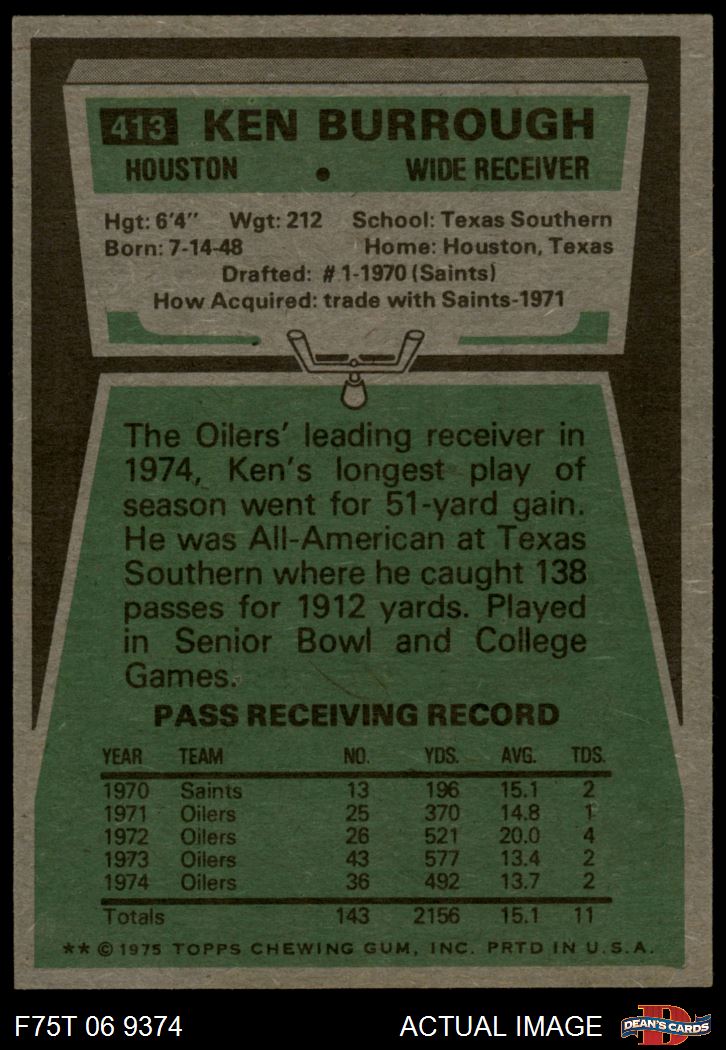 413 KEN BURROUGH
HOUSTON • WIDE RECEIVER
Hgt: 6'4" Wgt: 212 School: Texas Southern
Born: 7-14-48 Home: Houston, Texas
Drafted: #1-1970 (Saints)
How Acquired: trade with Saints-1971
The Oilers' leading receiver in
1974, Ken's longest play of
season went for 51-yard gain.
He was All-American at Texas
Southern where he caught 138
passes for 1912 yards. Played
in Senior Bowl and College
Games.
PASS RECEIVING RECORD
YEAR TEAM NO. YDS. AVG. TDS.
1970 Saints 13 196 15.1 2
1971 Oilers 25 370 14.8 1
1972 Oilers 26 521 20.0 4
1973 Oilers 43 577 13.4 2
1974 Oilers 36 492 13.7 2
Totals 143 2156 15.1 11
** © 1975 TOPPS CHEWING GUM, INC. PRTD IN U.S.A.
F75T 06 9374 ACTUAL IMAGE
D
DEAN'S CARDS